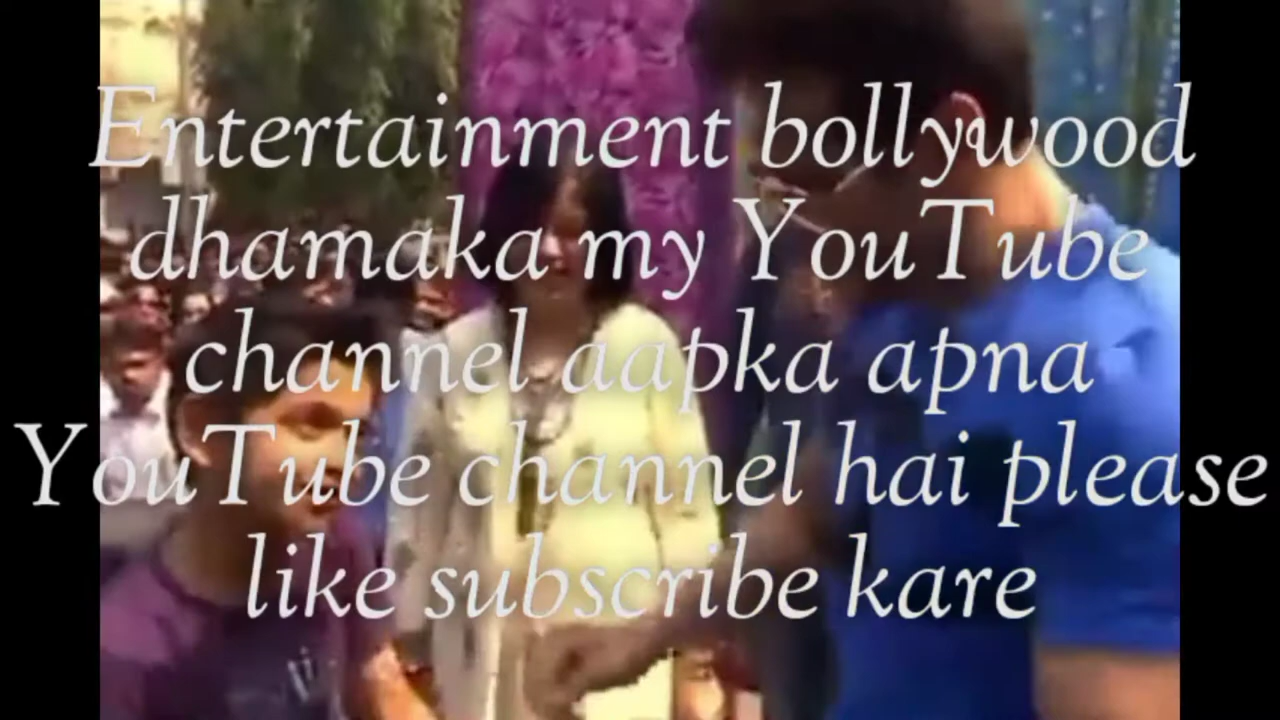 Entertainment bollywood
dhamaka my YouTube
channel aapka apna
YouTube channel hai please
like subscribe kare